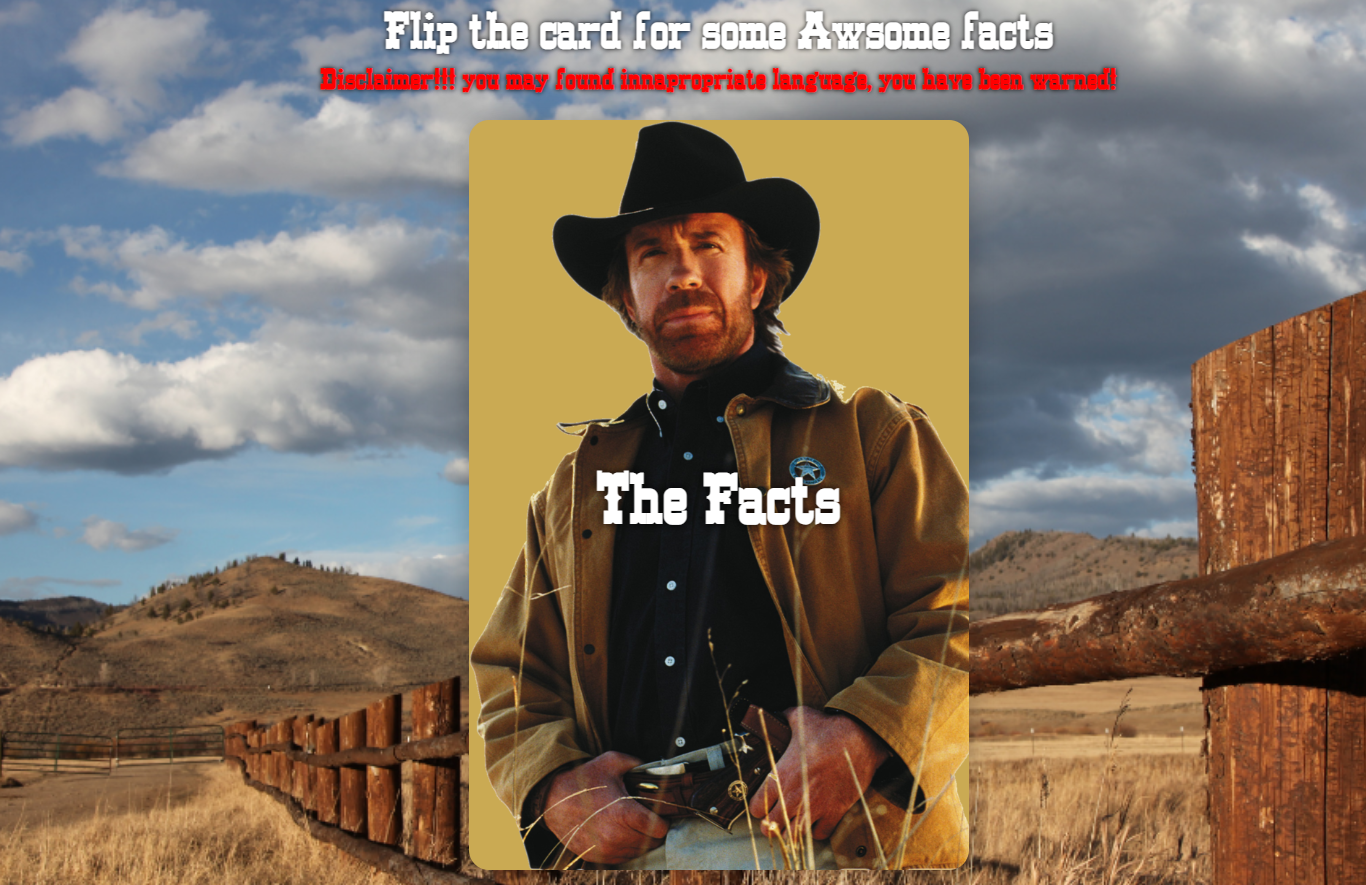 Flip the card for some Awsome facts
Disclaimer!!! you may found innapropriate language, you have been warned!
The Facts